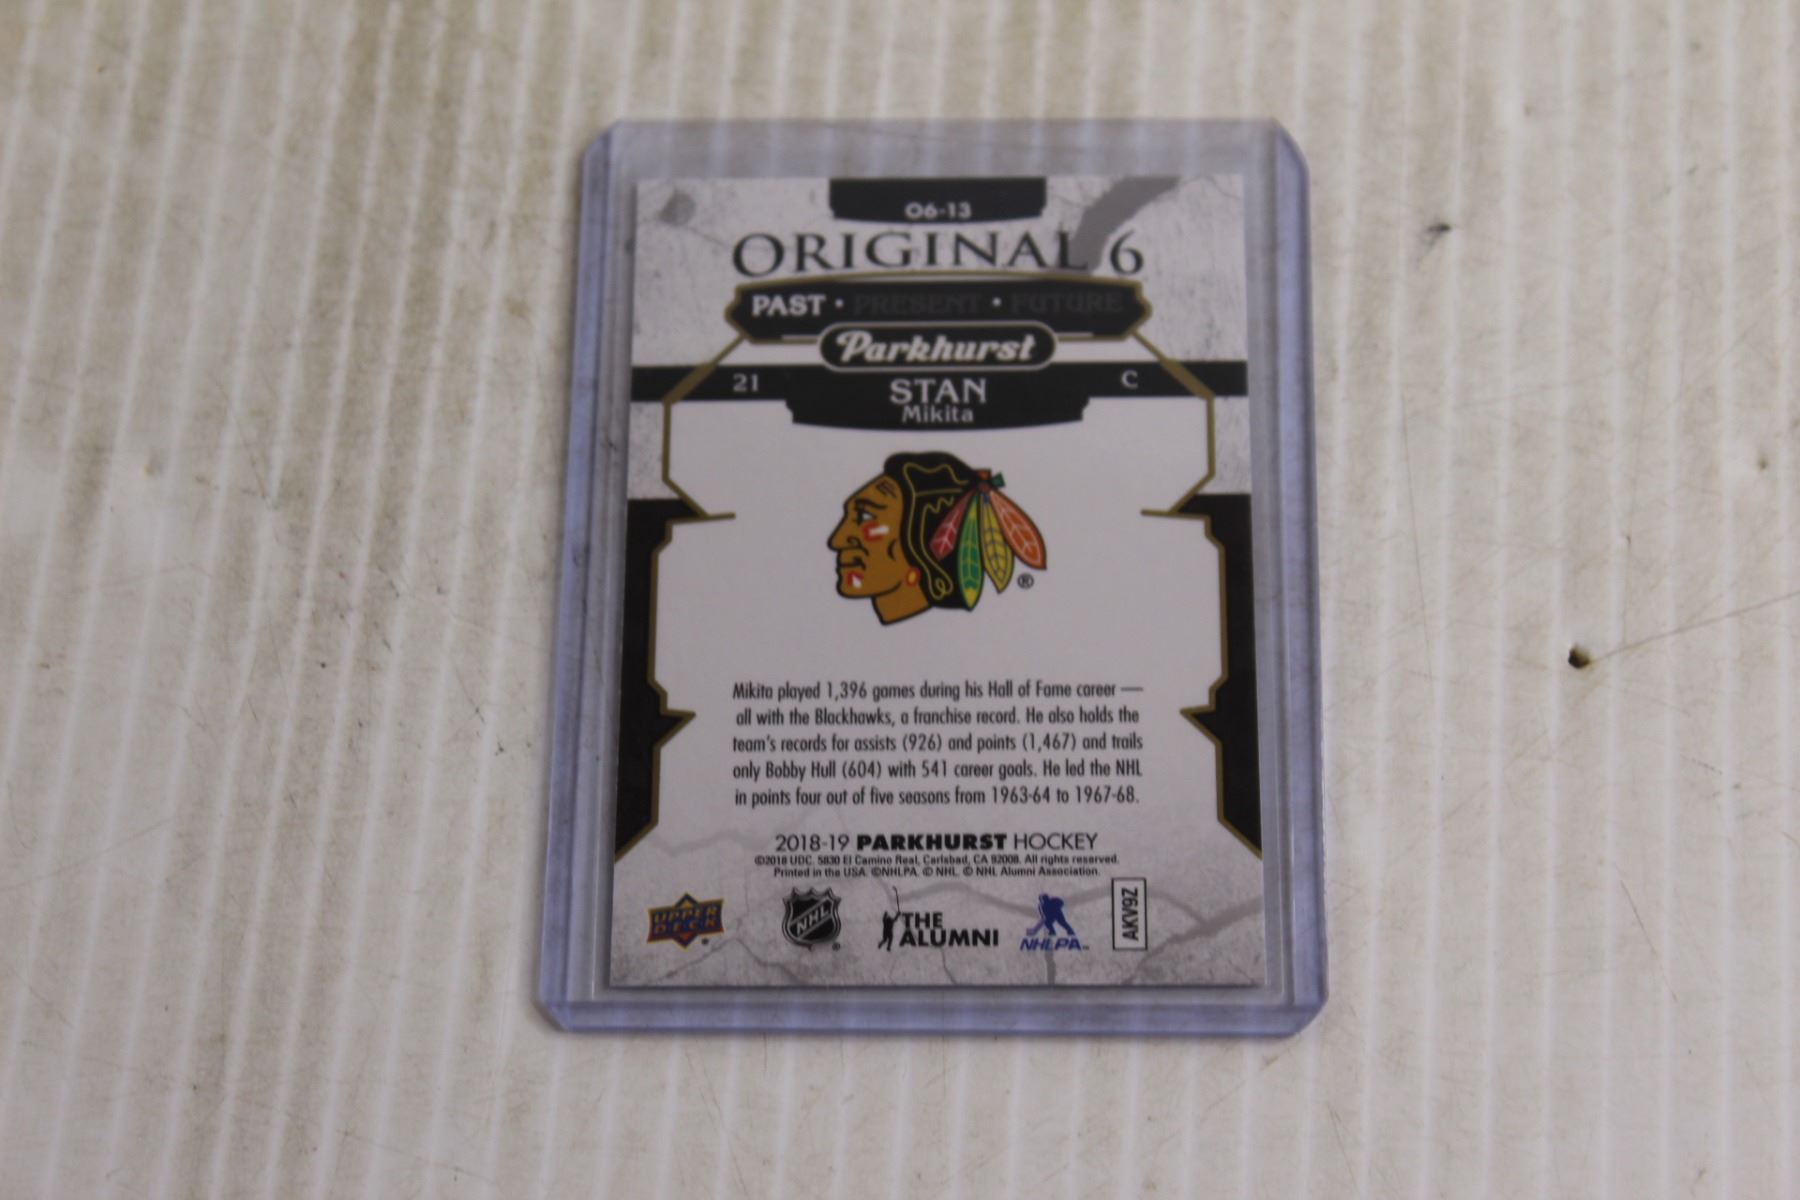 O6-13
ORIGINAL 6
PAST • PRESENT • FUTURE
Parkhurst
21 STAN C
Mikita
®
Mikita played 1,396 games during his Hall of Fame career —
all with the Blackhawks, a franchise record. He also holds the
team's records for assists (926) and points (1,467) and trails
only Bobby Hull (604) with 541 career goals. He led the NHL
in points four out of five seasons from 1963-64 to 1967-68.
2018-19 PARKHURST HOCKEY
©2018 UDC. 5830 El Camino Real, Carlsbad, CA 92008. All rights reserved.
Printed in the USA. ©NHLPA. © NHL. © NHL Alumni Association.
UPPER DECK NHL ® THE ALUMNI NHLPA™ AKV9Z